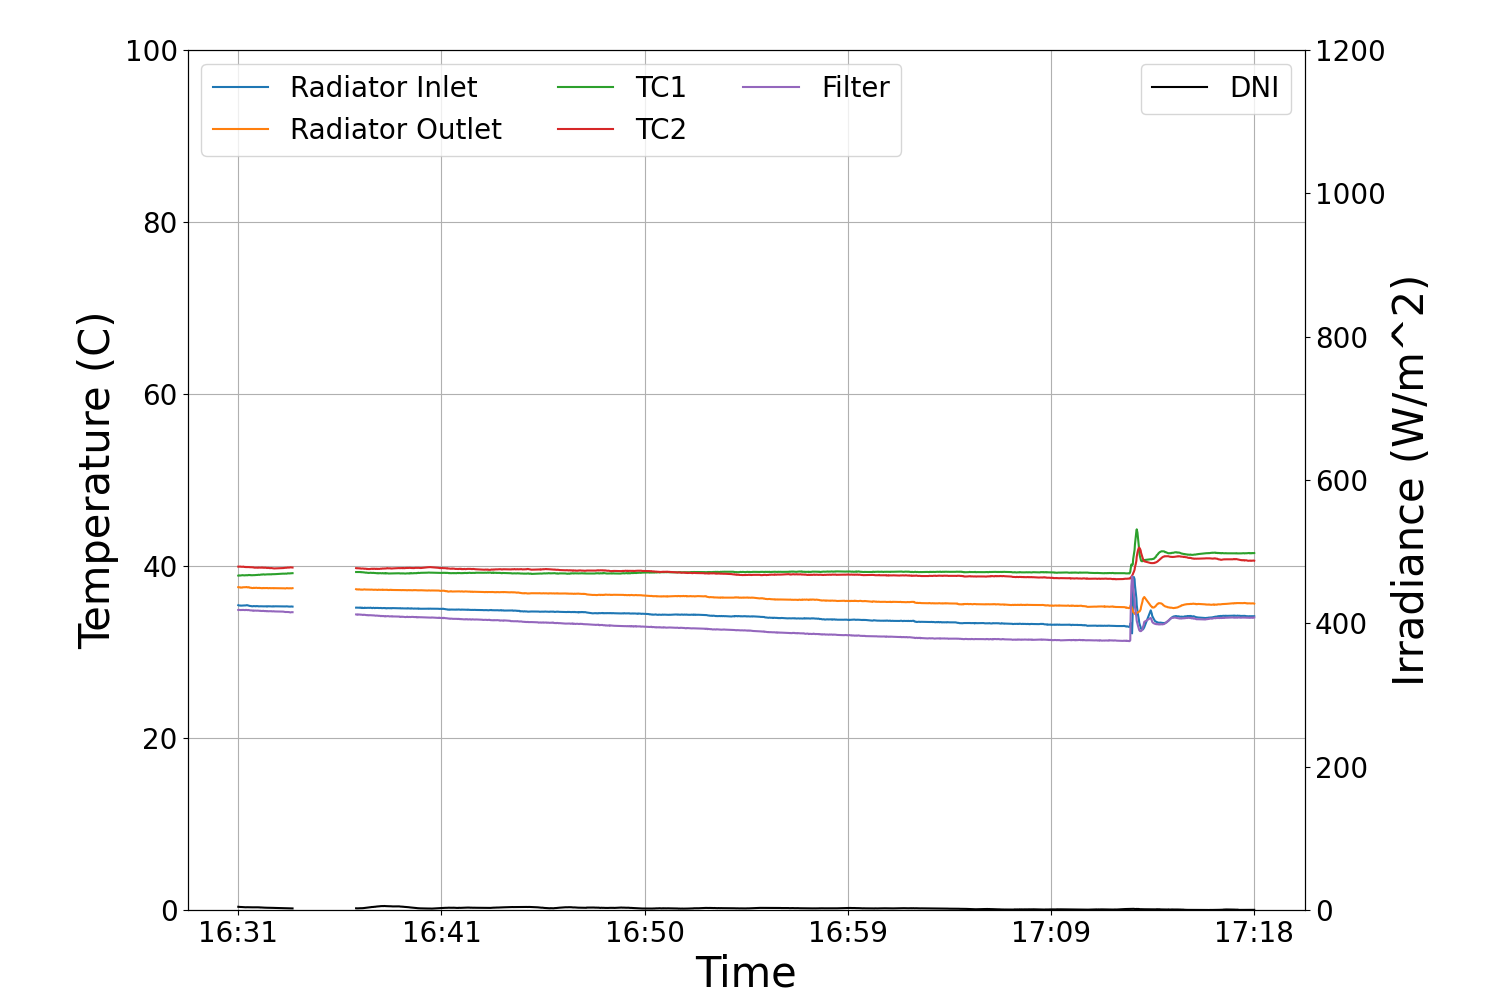 Radiator Inlet
Radiator Outlet
TC1
TC2
Filter
DNI
Temperature (C)
100
80
60
40
20
0
Irradiance (W/m^2)
1200
1000
800
600
400
200
0
16:31 16:41 16:50 16:59 17:09 17:18
Time